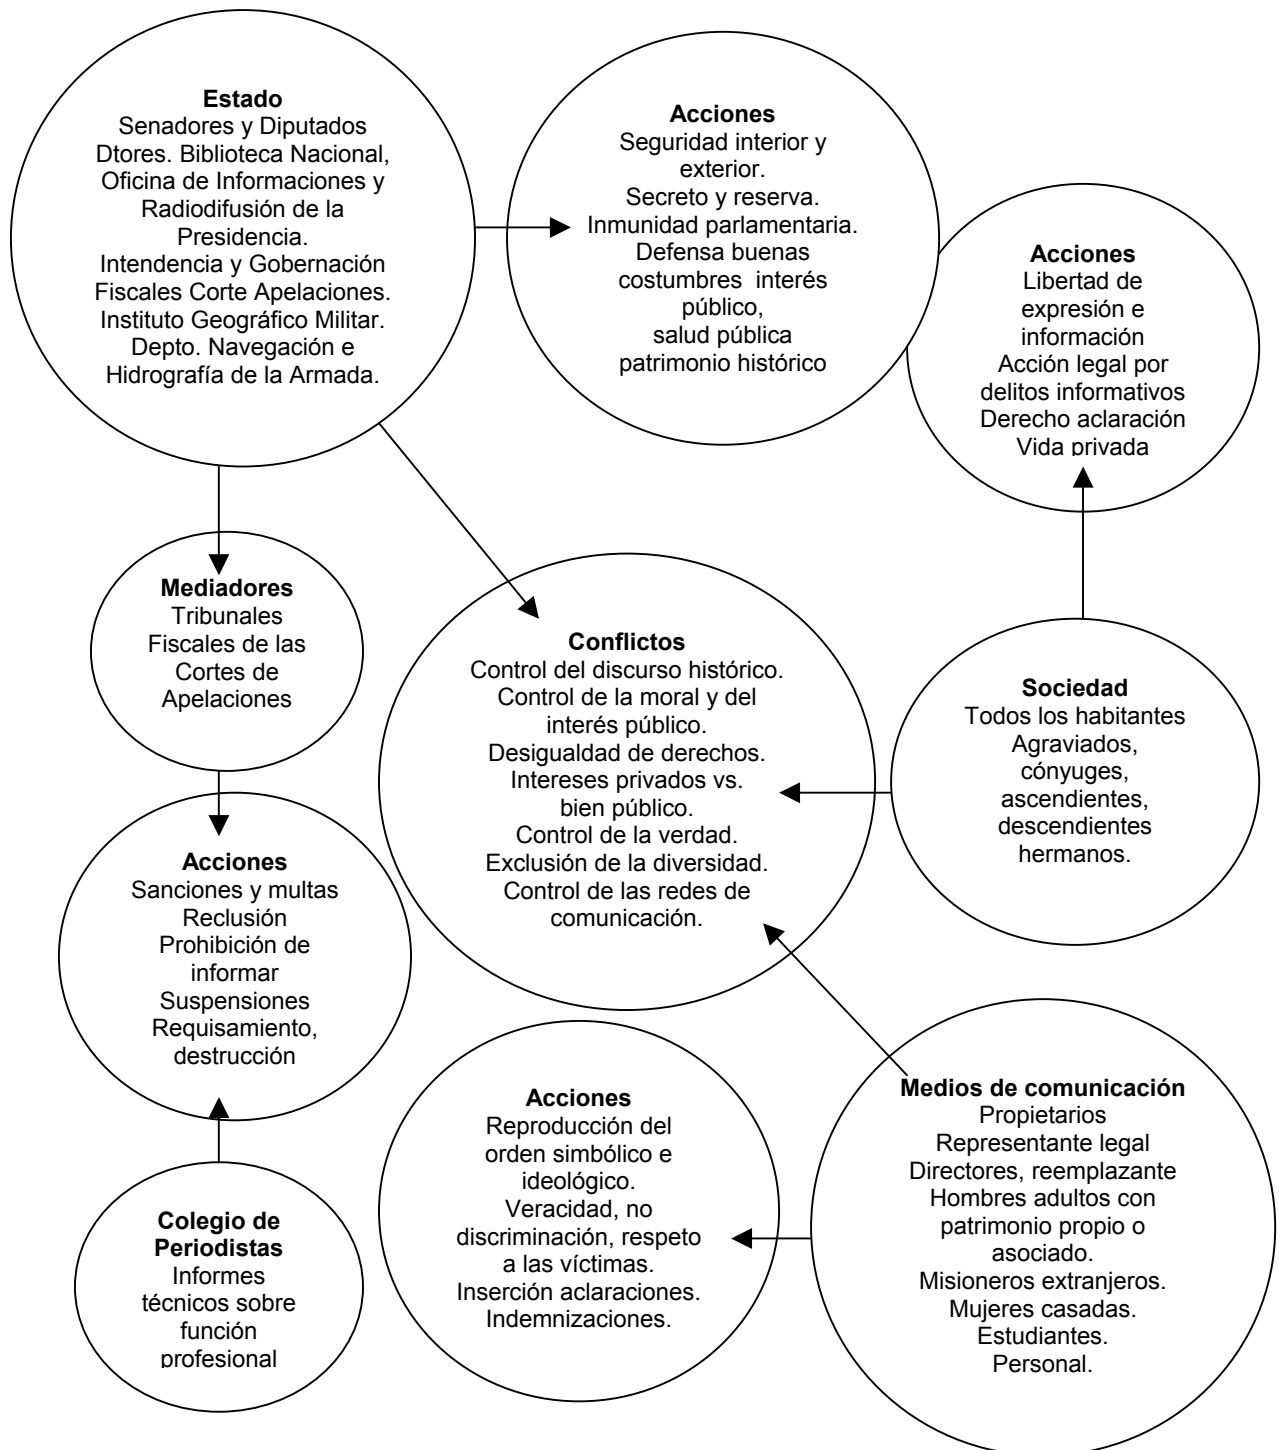 Estado
Senadores y Diputados
Dtores. Biblioteca Nacional,
Oficina de Informaciones y
Radiodifusión de la
Presidencia.
Intendencia y Gobernación
Fiscales Corte Apelaciones.
Instituto Geográfico Militar.
Depto. Navegación e
Hidrografía de la Armada.
Acciones
Seguridad interior y
exterior.
Secreto y reserva.
Inmunidad parlamentaria.
Defensa buenas
costumbres interés
público,
salud pública
patrimonio histórico
Acciones
Libertad de
expresión e
información
Acción legal por
delitos informativos
Derecho aclaración
Vida privada
Mediadores
Tribunales
Fiscales de las
Cortes de
Apelaciones
Conflictos
Control del discurso histórico.
Control de la moral y del
interés público.
Desigualdad de derechos.
Intereses privados vs.
bien público.
Control de la verdad.
Exclusión de la diversidad.
Control de las redes de
comunicación.
Sociedad
Todos los habitantes
Agraviados,
cónyuges,
ascendientes,
descendientes
hermanos.
Acciones
Sanciones y multas
Reclusión
Prohibición de
informar
Suspensiones
Requisamiento,
destrucción
Acciones
Reproducción del
orden simbólico e
ideológico.
Veracidad, no
discriminación, respeto
a las víctimas.
Inserción aclaraciones.
Indemnizaciones.
Medios de comunicación
Propietarios
Representante legal
Directores, reemplazante
Hombres adultos con
patrimonio propio o
asociado.
Misioneros extranjeros.
Mujeres casadas.
Estudiantes.
Personal.
Colegio de
Periodistas
Informes
técnicos sobre
función
profesional